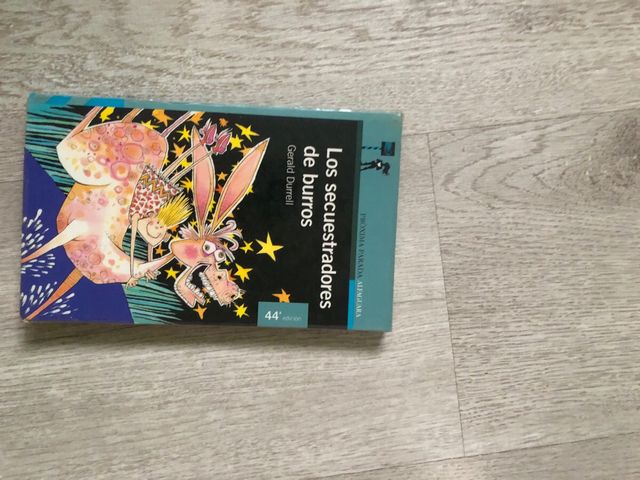 PRÓXIMA PARADA ALFAGUARA
Los secuestradores
de burros
Gerald Durrell
44ª edición